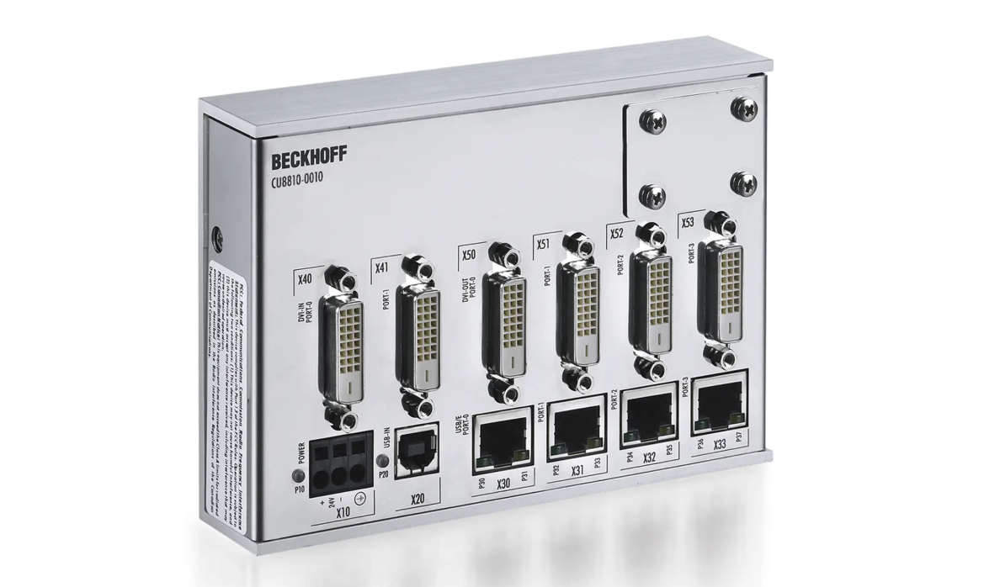 BECKHOFF
CU8810-0010
X40
DVI-IN
PORT-0
X41
PORT-1
X50
DVI-OUT
PORT-0
X51
PORT-1
X52
PORT-2
X53
PORT-3
POWER
P10
+
24V
–
X10
USB-IN
P20
X20
USB/E
PORT-0
P30
P31
X30
PORT-1
P32
P33
X31
PORT-2
P34
P35
X32
PORT-3
P36
P37
X33
FCC: Federal Communications Commission Radio Frequency Interference